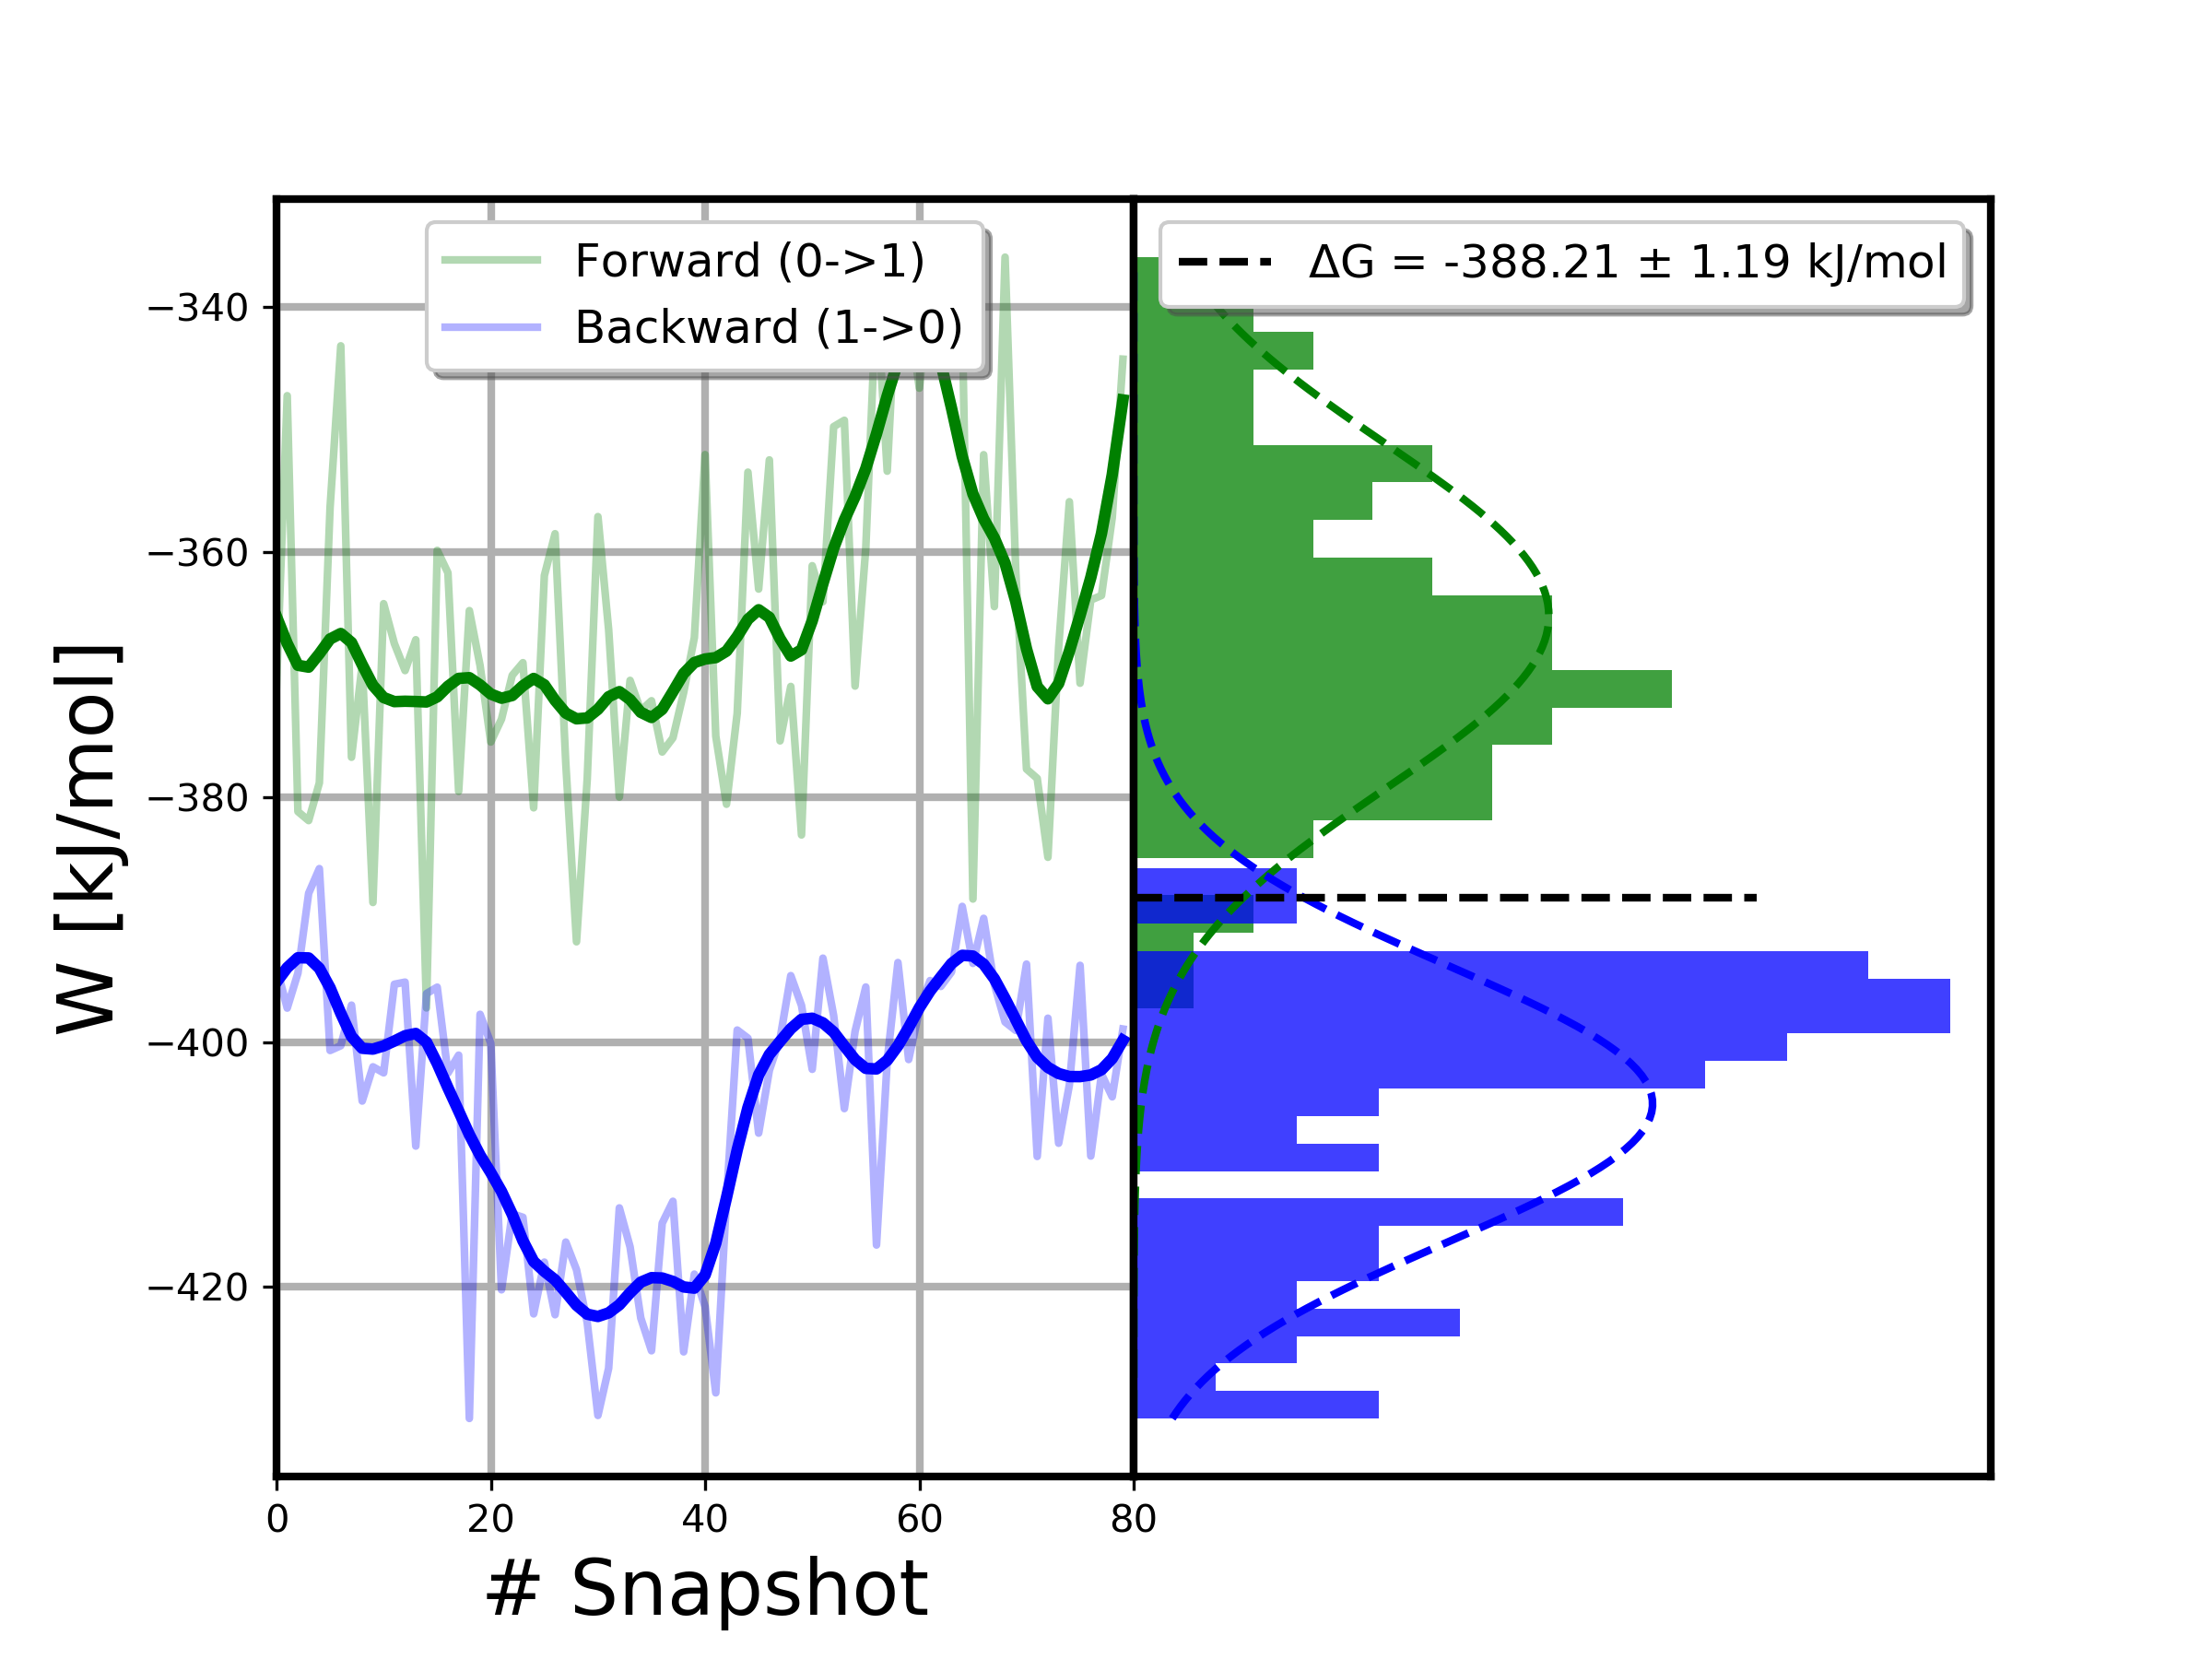 Forward (0->1)
Backward (1->0)
ΔG = -388.21 ± 1.19 kJ/mol
−340
−360
−380
−400
−420
W [kJ/mol]
0 20 40 60 80
# Snapshot